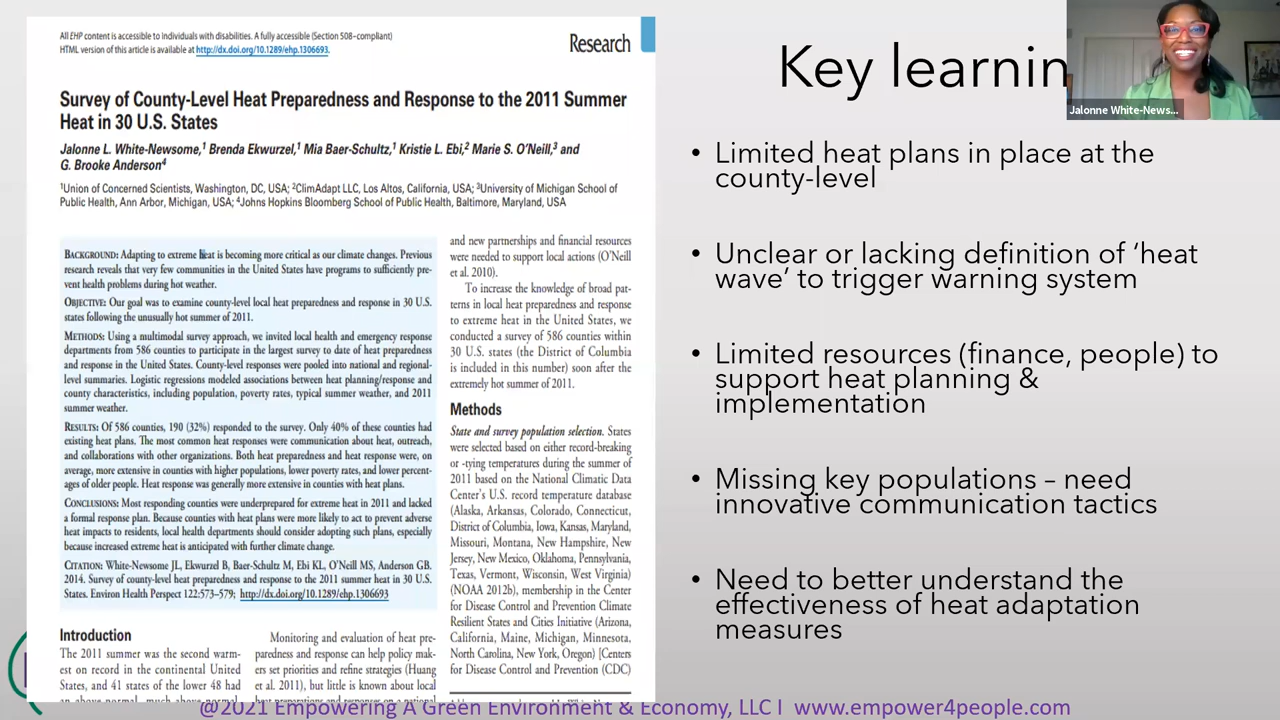 All EHP content is accessible to individuals with disabilities. A fully accessible (Section 508–compliant)
HTML version of this article is available at http://dx.doi.org/10.1289/ehp.1306693.
Research
Survey of County-Level Heat Preparedness and Response to the 2011 Summer
Heat in 30 U.S. States
Jalonne L. White-Newsome,1 Brenda Ekwurzel,1 Mia Baer-Schultz,1 Kristie L. Ebi,2 Marie S. O'Neill,3 and
G. Brooke Anderson4
1Union of Concerned Scientists, Washington, DC, USA; 2ClimAdapt LLC, Los Altos, California, USA; 3University of Michigan School of
Public Health, Ann Arbor, Michigan, USA; 4Johns Hopkins Bloomberg School of Public Health, Baltimore, Maryland, USA
BACKGROUND: Adapting to extreme heat is becoming more critical as our climate changes. Previous
research reveals that very few communities in the United States have programs to sufficiently pre-
vent health problems during hot weather.
OBJECTIVE: Our goal was to examine county-level local heat preparedness and response in 30 U.S.
states following the unusually hot summer of 2011.
METHODS: Using a multimodal survey approach, we invited local health and emergency response
departments from 586 counties to participate in the largest survey to date of heat preparedness
and response in the United States. County-level responses were pooled into national and regional-
level summaries. Logistic regressions modeled associations between heat planning/response and
county characteristics, including population, poverty rates, typical summer weather, and 2011
summer weather.
RESULTS: Of 586 counties, 190 (32%) responded to the survey. Only 40% of these counties had
existing heat plans. The most common heat responses were communication about heat, outreach,
and collaborations with other organizations. Both heat preparedness and heat response were, on
average, more extensive in counties with higher populations, lower poverty rates, and lower percent-
ages of older people. Heat response was generally more extensive in counties with heat plans.
CONCLUSIONS: Most responding counties were underprepared for extreme heat in 2011 and lacked
a formal response plan. Because counties with heat plans were more likely to act to prevent adverse
heat impacts to residents, local health departments should consider adopting such plans, especially
because increased extreme heat is anticipated with further climate change.
CITATION: White-Newsome JL, Ekwurzel B, Baer-Schultz M, Ebi KL, O'Neill MS, Anderson GB.
2014. Survey of county-level heat preparedness and response to the 2011 summer heat in 30 U.S.
States. Environ Health Perspect 122:573–579; http://dx.doi.org/10.1289/ehp.1306693
Introduction
The 2011 summer was the second warm-
est on record in the continental United
States, and 41 states of the lower 48 had
Monitoring and evaluation of heat pre-
paredness and response can help policy mak-
ers set priorities and refine strategies (Huang
et al. 2011), but little is known about local
and new partnerships and financial resources
were needed to support local actions (O'Neill
et al. 2010).
To increase the knowledge of broad pat-
terns in local heat preparedness and response
to extreme heat in the United States, we
conducted a survey of 586 counties within
30 U.S. states (the District of Columbia
is included in this number) soon after the
extremely hot summer of 2011.
Methods
State and survey population selection. States
were selected based on either record-breaking
or -tying temperatures during the summer of
2011 based on the National Climatic Data
Center's U.S. record temperature database
(Alaska, Arkansas, Colorado, Connecticut,
District of Columbia, Iowa, Kansas, Maryland,
Missouri, Montana, New Hampshire, New
Jersey, New Mexico, Oklahoma, Pennsylvania,
Texas, Vermont, Wisconsin, West Virginia)
(NOAA 2012b), membership in the Center
for Disease Control and Prevention Climate
Resilient States and Cities Initiative (Arizona,
California, Maine, Michigan, Minnesota,
North Carolina, New York, Oregon) [Centers
for Disease Control and Prevention (CDC)
Key learnin
Jalonne White-News...
• Limited heat plans in place at the
county-level
• Unclear or lacking definition of ‘heat
wave’ to trigger warning system
• Limited resources (finance, people) to
support heat planning &
implementation
• Missing key populations – need
innovative communication tactics
• Need to better understand the
effectiveness of heat adaptation
measures
@2021 Empowering A Green Environment & Economy, LLC I www.empower4people.com